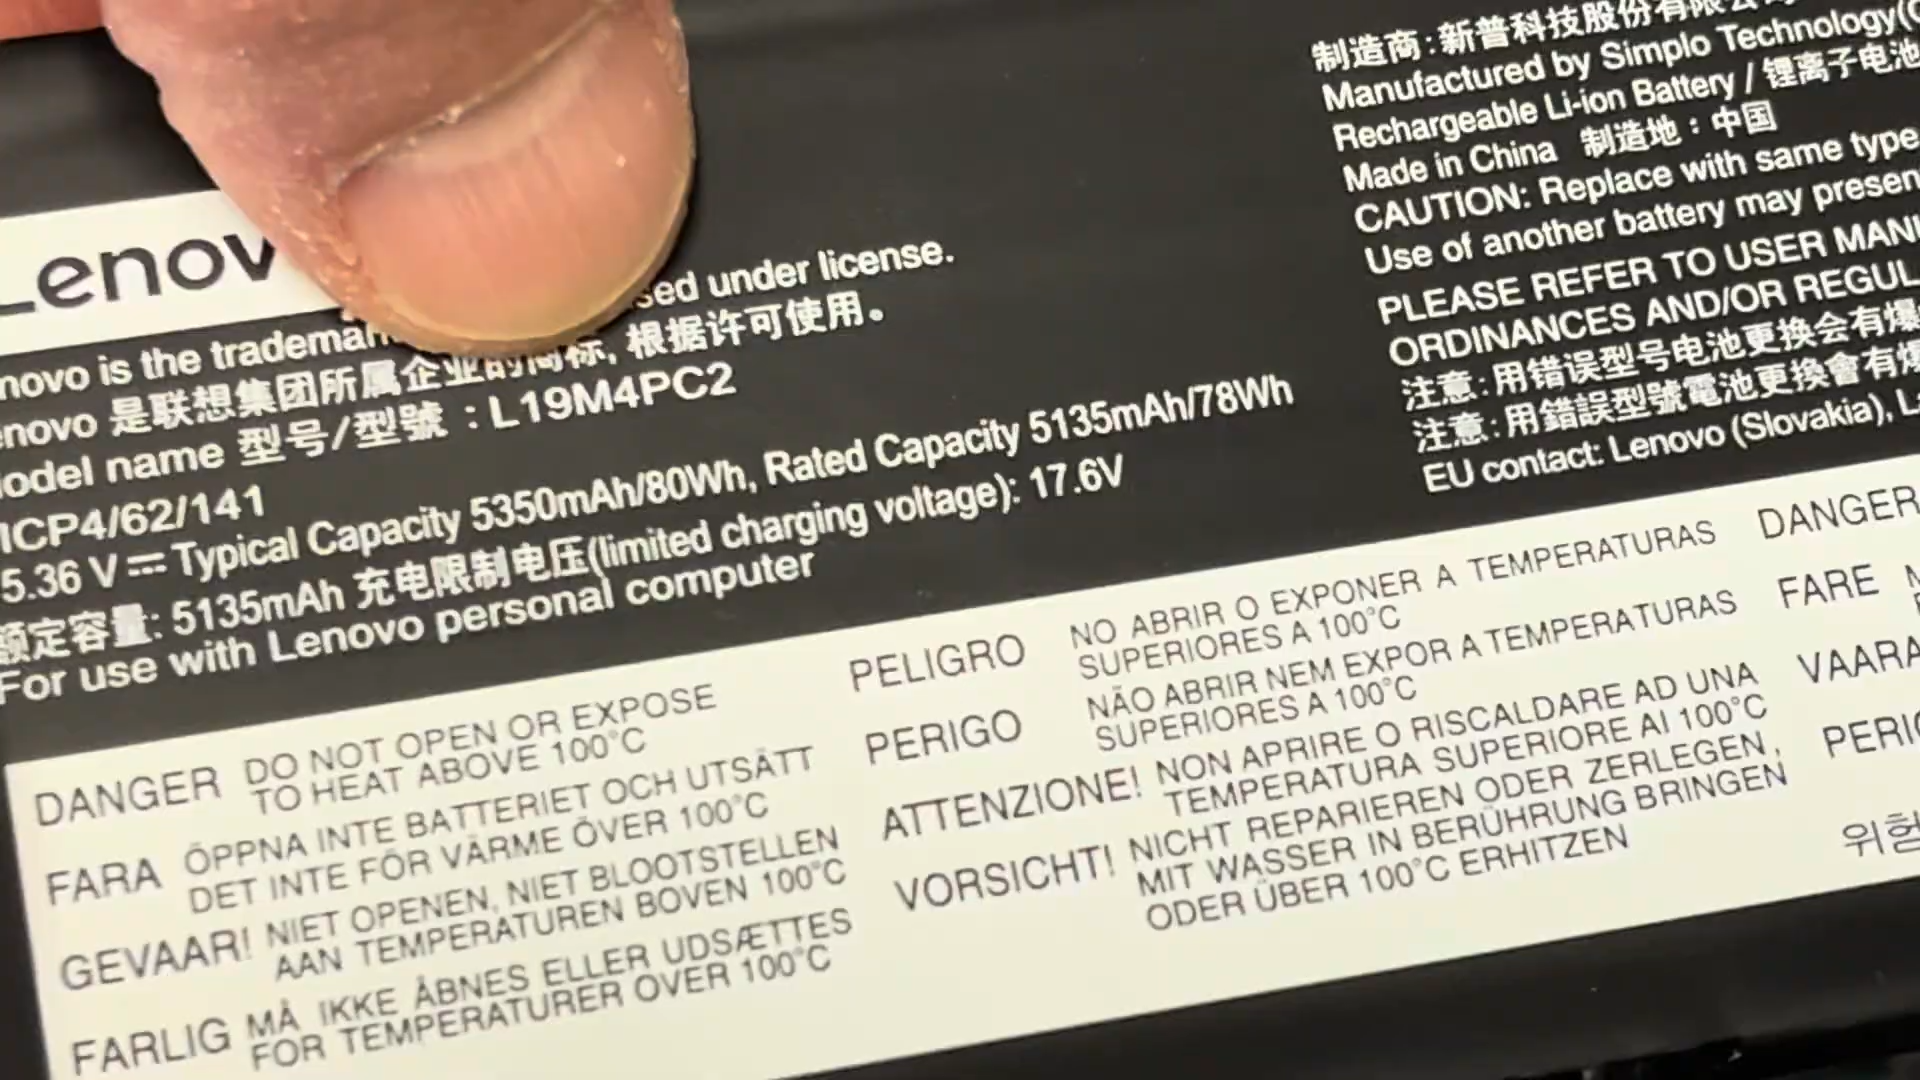 Lenov
novo is the tradema sed under license.
novo 是联想集团所属企业的商标, 根据许可使用。
odel name 型号/型號 : L19M4PC2
ICP4/62/141
5.36 V Typical Capacity 5350mAh/80Wh, Rated Capacity 5135mAh/78Wh
额定容量: 5135mAh 充电限制电压(limited charging voltage): 17.6V
For use with Lenovo personal computer
制造商:新普科技股份有限
Manufactured by Simplo Technology(
Rechargeable Li-ion Battery / 锂离子电池
Made in China 制造地:中国
CAUTION: Replace with same type
Use of another battery may presen
PLEASE REFER TO USER MANU
ORDINANCES AND/OR REGUL
注意:用错误型号电池更换会有爆
注意:用錯誤型號電池更換會有爆
EU contact: Lenovo (Slovakia), L
DANGER DO NOT OPEN OR EXPOSE
TO HEAT ABOVE 100°C
FARA ÖPPNA INTE BATTERIET OCH UTSÄTT
DET INTE FÖR VÄRME ÖVER 100°C
GEVAAR! NIET OPENEN, NIET BLOOTSTELLEN
AAN TEMPERATUREN BOVEN 100°C
FARLIG MÅ IKKE ÅBNES ELLER UDSÆTTES
FOR TEMPERATURER OVER 100°C
PELIGRO NO ABRIR O EXPONER A TEMPERATURAS
SUPERIORES A 100°C
PERIGO NÃO ABRIR NEM EXPOR A TEMPERATURAS
SUPERIORES A 100°C
ATTENZIONE! NON APRIRE O RISCALDARE AD UNA
TEMPERATURA SUPERIORE AI 100°C
VORSICHT! NICHT REPARIEREN ODER ZERLEGEN,
MIT WASSER IN BERÜHRUNG BRINGEN
ODER ÜBER 100°C ERHITZEN
DANGER
FARE
VAARA
PERIC
위험